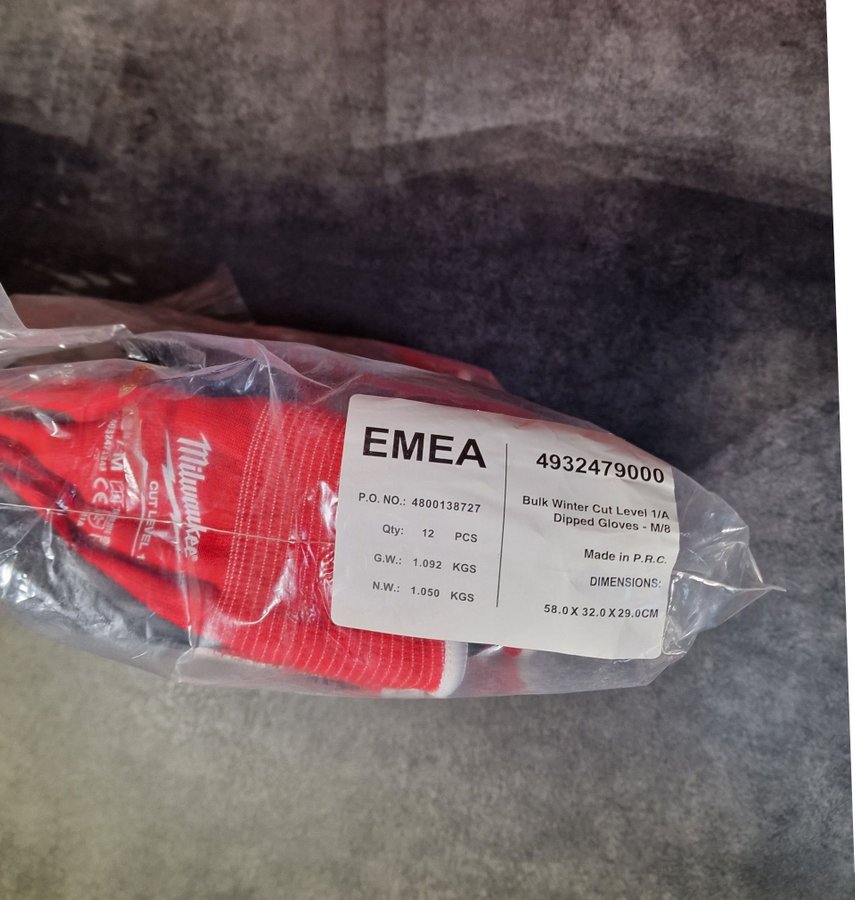 Milwaukee
CUT LEVEL 1
EMEA
P.O. NO.: 4800138727
Qty: 12 PCS
G.W.: 1.092 KGS
N.W.: 1.050 KGS
4932479000
Bulk Winter Cut Level 1/A
Dipped Gloves - M/8
Made in P.R.C.
DIMENSIONS:
58.0 X 32.0 X 29.0CM